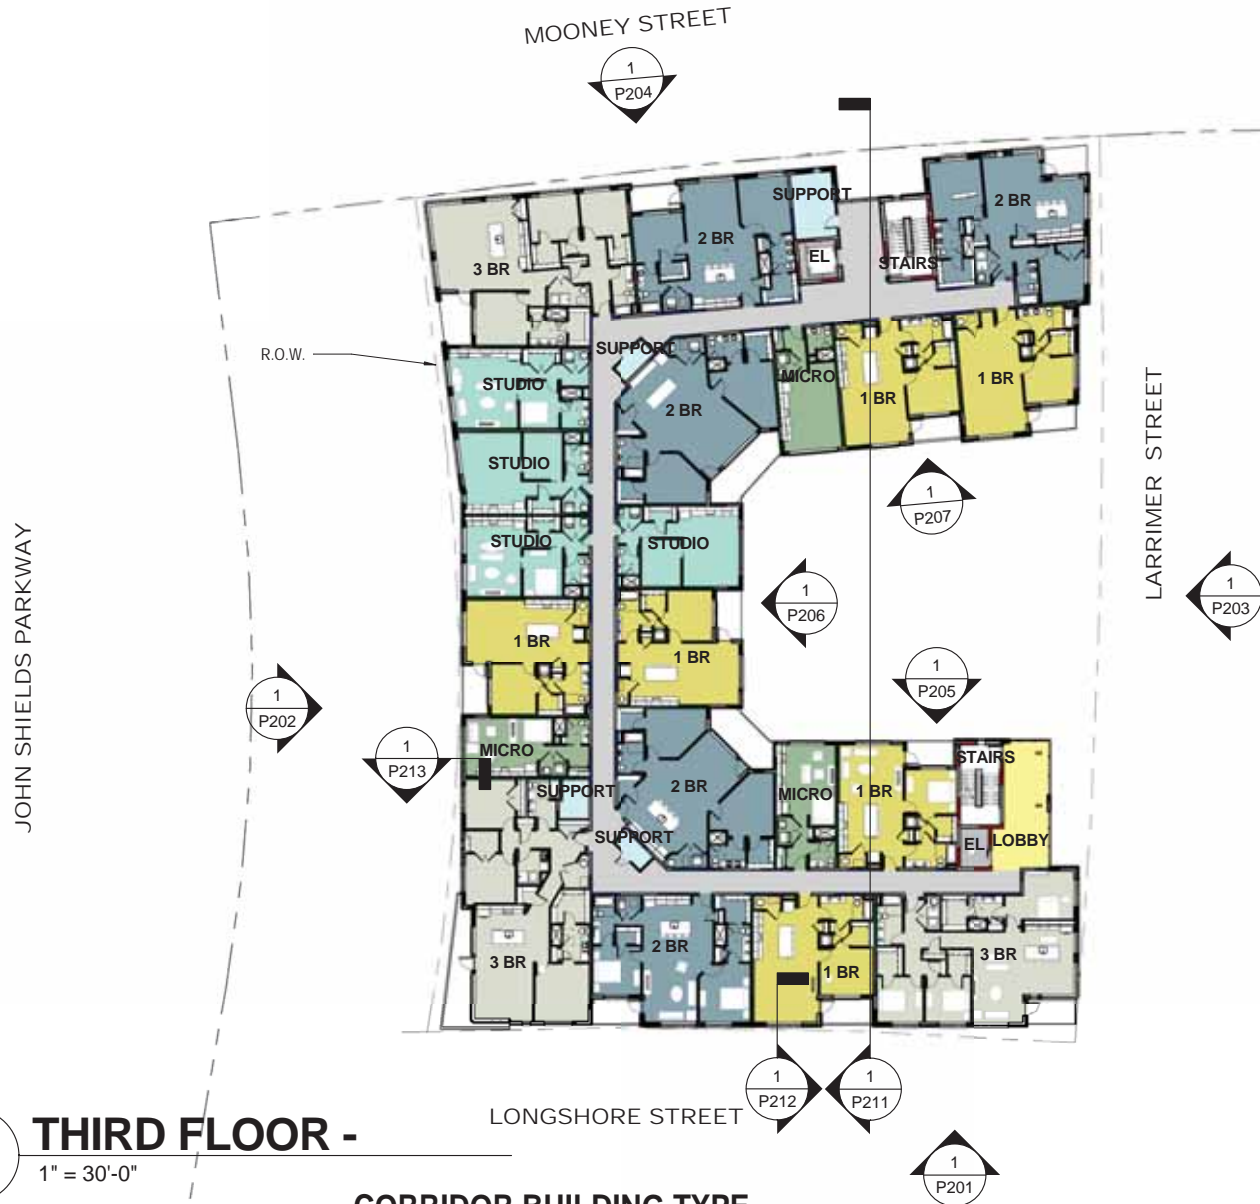 MOONEY STREET
1
P204
SUPPORT
2 BR
2 BR
EL
STAIRS
3 BR
R.O.W.
SUPPORT
STUDIO
MICRO
1 BR
1 BR
2 BR
STUDIO
1
P207
STUDIO
STUDIO
LARRIMER STREET
1
P206
1
P203
JOHN SHIELDS PARKWAY
1 BR
1 BR
1
P205
1
P202
1
P213
MICRO
STAIRS
SUPPORT
2 BR
MICRO
1 BR
SUPPORT
EL
LOBBY
2 BR
3 BR
1 BR
3 BR
1
P212
1
P211
LONGSHORE STREET
THIRD FLOOR -
1" = 30'-0"
1
P201
CORRIDOR BUILDING TYPE